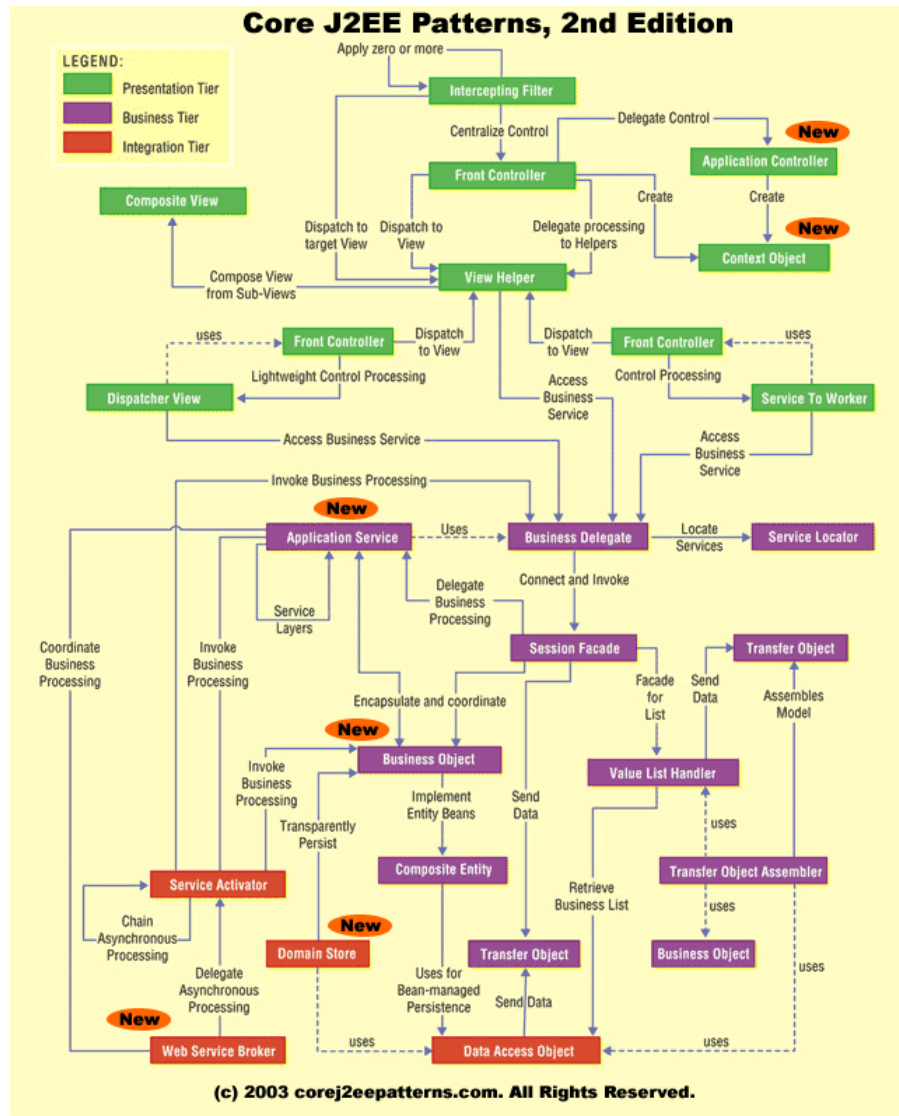 Core J2EE Patterns, 2nd Edition
LEGEND:
Presentation Tier
Business Tier
Integration Tier
Apply zero or more
Intercepting Filter
Centralize Control
Delegate Control
New
Front Controller
Application Controller
Composite View
Create
Create
Dispatch to
target View
Dispatch to
View
Delegate processing
to Helpers
New
Context Object
Compose View
from Sub-Views
View Helper
uses
Front Controller
Dispatch
to View
Dispatch
to View
Front Controller
uses
Lightweight Control Processing
Access
Business
Service
Control Processing
Dispatcher View
Service To Worker
Access Business Service
Access
Business
Service
Invoke Business Processing
New
Application Service
Uses
Business Delegate
Locate
Services
Service Locator
Connect and Invoke
Delegate
Business
Processing
Service
Layers
Coordinate
Business
Processing
Invoke
Business
Processing
Session Facade
Transfer Object
Facade
for
List
Send
Data
Assembles
Model
Encapsulate and coordinate
New
Business Object
Value List Handler
Invoke
Business
Processing
Implement
Entity Beans
Send
Data
Transparently
Persist
uses
Composite Entity
Transfer Object Assembler
Service Activator
Retrieve
Business List
uses
Chain
Asynchronous
Processing
New
Domain Store
Transfer Object
Business Object
Delegate
Asynchronous
Processing
Uses for
Bean-managed
Persistence
Send Data
uses
New
Web Service Broker
uses
Data Access Object
uses
(c) 2003 corej2eepatterns.com. All Rights Reserved.